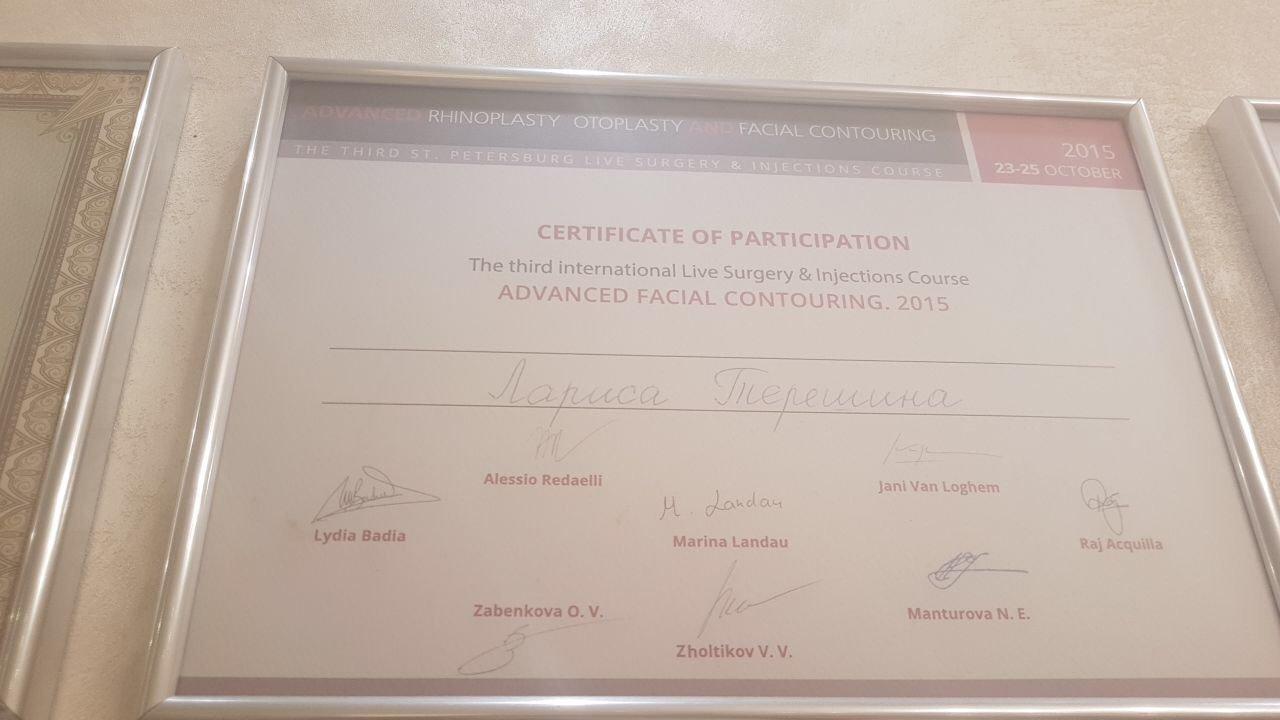 ADVANCED RHINOPLASTY OTOPLASTY AND FACIAL CONTOURING
THE THIRD ST. PETERSBURG LIVE SURGERY & INJECTIONS COURSE
2015
23-25 OCTOBER
CERTIFICATE OF PARTICIPATION
The third international Live Surgery & Injections Course
ADVANCED FACIAL CONTOURING. 2015
Лариса Терешина
Alessio Redaelli
Jani Van Loghem
M. Landau
Lydia Badia
Marina Landau
Raj Acquilla
Zabenkova O. V.
Manturova N. E.
Zholtikov V. V.